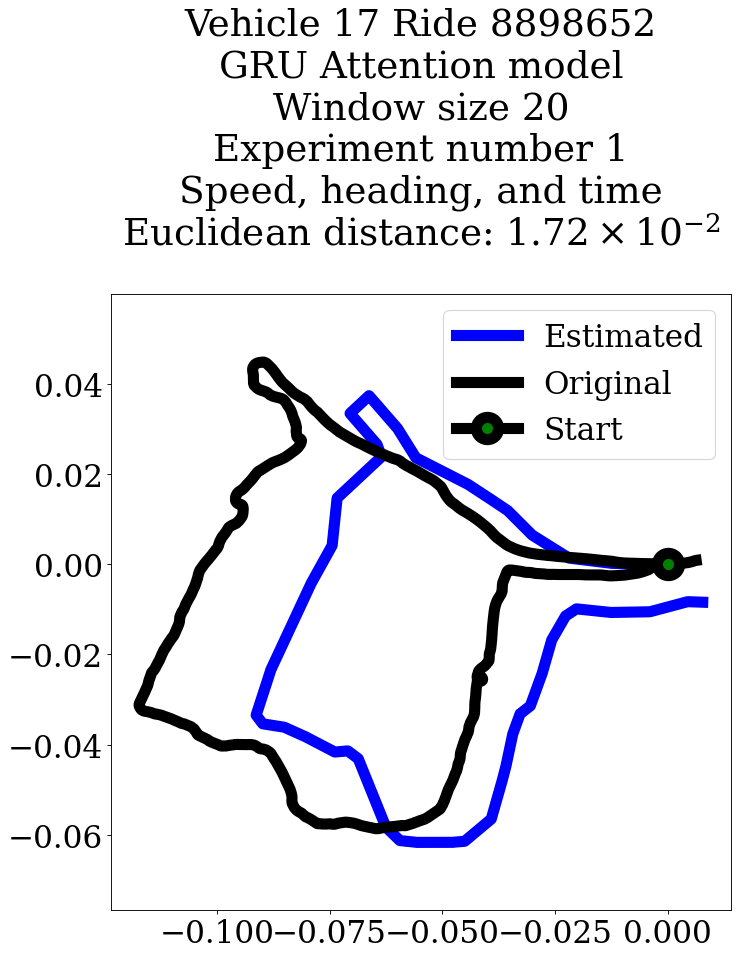 Vehicle 17 Ride 8898652
GRU Attention model
Window size 20
Experiment number 1
Speed, heading, and time
Euclidean distance: 1.72 × 10⁻²
Estimated
Original
Start
0.04
0.02
0.00
−0.02
−0.04
−0.06
−0.100 −0.075 −0.050 −0.025 0.000